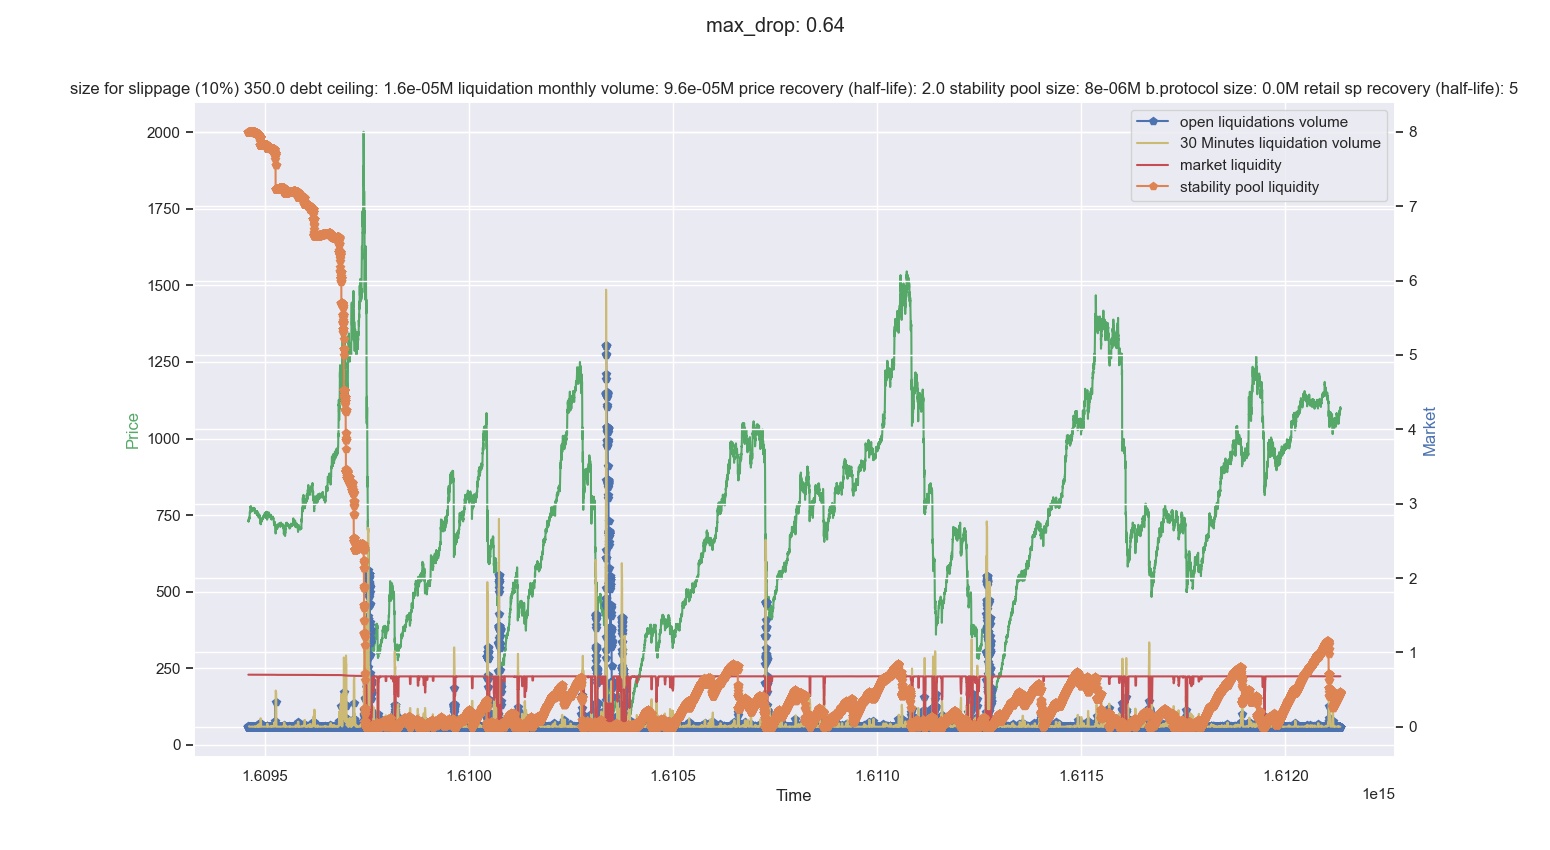 max_drop: 0.64
size for slippage (10%) 350.0 debt ceiling: 1.6e-05M liquidation monthly volume: 9.6e-05M price recovery (half-life): 2.0 stability pool size: 8e-06M b.protocol size: 0.0M retail sp recovery (half-life): 5
open liquidations volume
30 Minutes liquidation volume
market liquidity
stability pool liquidity
2000
1750
1500
1250
1000
750
500
250
0
Price
8
7
6
5
4
3
2
1
0
Market
1.6095 1.6100 1.6105 1.6110 1.6115 1.6120
1e15
Time